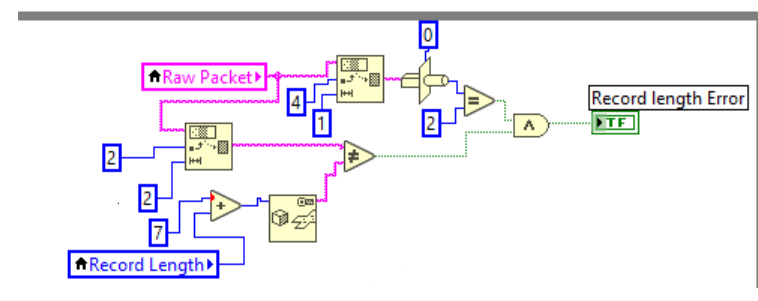 0
Raw Packet
4
1
2
=
Record length Error
TF
∧
2
2
≠
7
+
Record Length